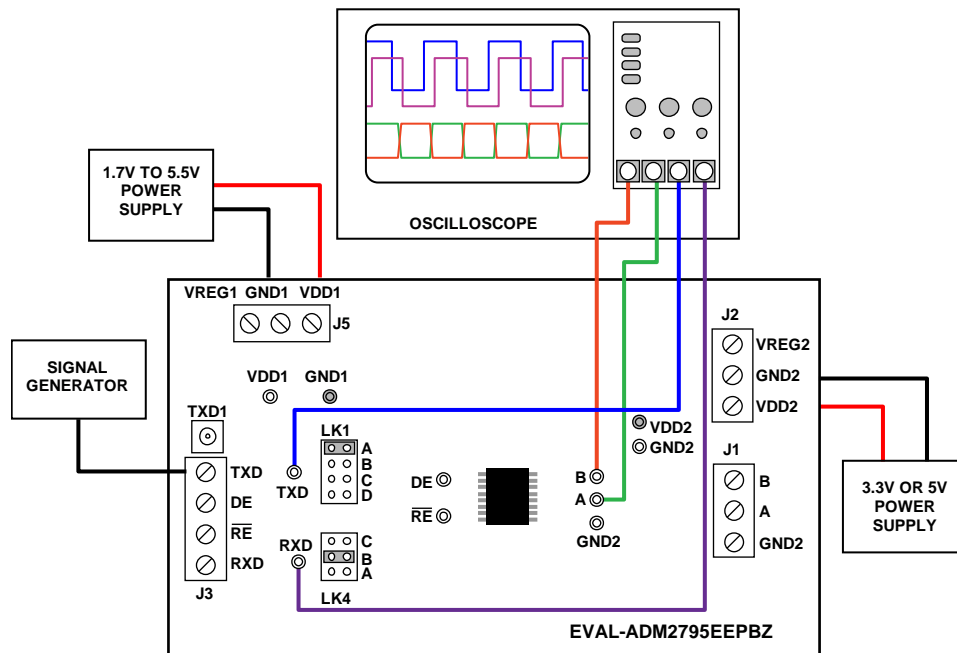 OSCILLOSCOPE
1.7V TO 5.5V
POWER
SUPPLY
VREG1 GND1 VDD1
J5
SIGNAL
GENERATOR
VDD1
GND1
TXD1
TXD
DE
RE
RXD
J3
TXD
LK1
A
B
C
D
RXD
C
B
A
LK4
DE
RE
B
A
GND2
VDD2
GND2
J2
VREG2
GND2
VDD2
J1
B
A
GND2
3.3V OR 5V
POWER
SUPPLY
EVAL-ADM2795EEPBZ